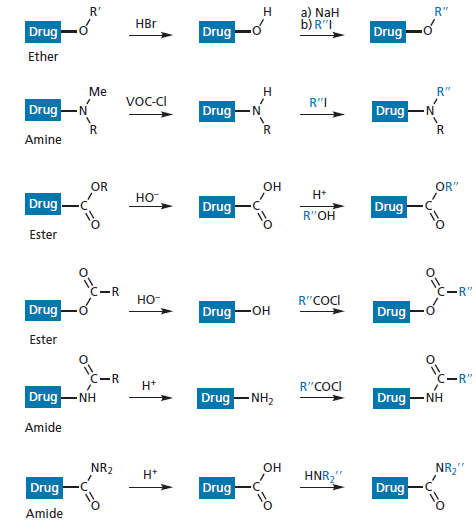 R' H a) NaH R"
HBr b) R"I
Drug O Drug O Drug O
Ether
Me H R"
VOC-Cl R"I
Drug N Drug N Drug N
R R R
Amine
OR OH OR"
HO⁻ H⁺
Drug C Drug C Drug C
R"OH
O O O
Ester
O O
C R HO⁻ R"COCl C R"
Drug O Drug OH Drug O
Ester
O O
C R H⁺ R"COCl C R"
Drug NH Drug NH₂ Drug NH
Amide
NR₂ OH NR₂''
H⁺ HNR₂''
Drug C Drug C Drug C
O O O
Amide